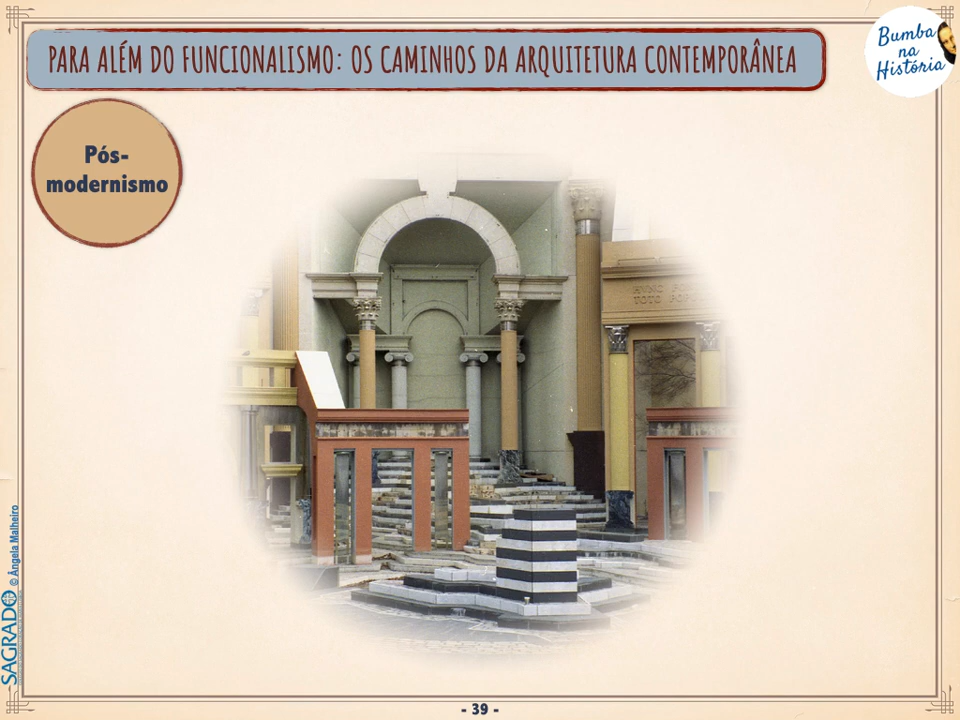 PARA ALÉM DO FUNCIONALISMO: OS CAMINHOS DA ARQUITETURA CONTEMPORÂNEA
Bumba
na
História
Pós-
modernismo
SAGRADO
© Ângela Malheiro
- 39 -